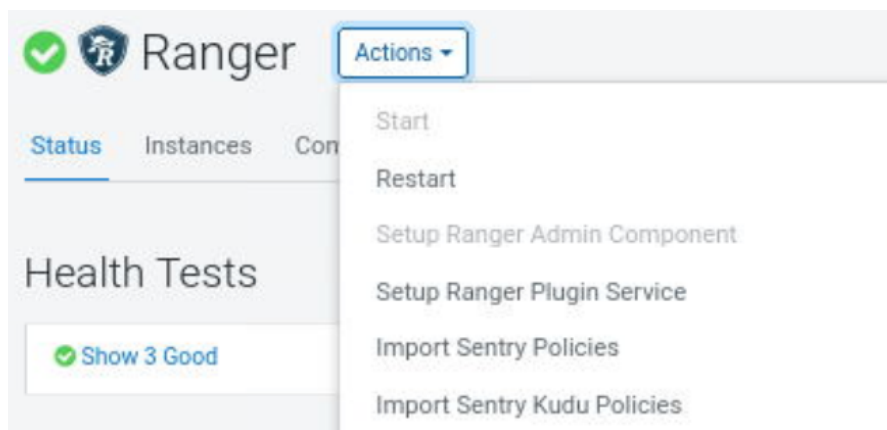 Ranger
Actions
Start
Status Instances Con
Restart
Setup Ranger Admin Component
Health Tests
Setup Ranger Plugin Service
Show 3 Good
Import Sentry Policies
Import Sentry Kudu Policies